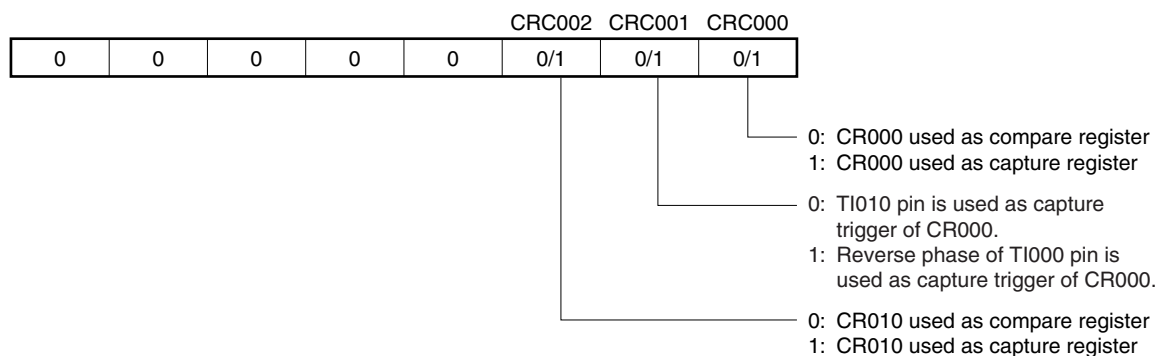 CRC002 CRC001 CRC000
0 0 0 0 0 0/1 0/1 0/1
0: CR000 used as compare register
1: CR000 used as capture register
0: TI010 pin is used as capture
trigger of CR000.
1: Reverse phase of TI000 pin is
used as capture trigger of CR000.
0: CR010 used as compare register
1: CR010 used as capture register